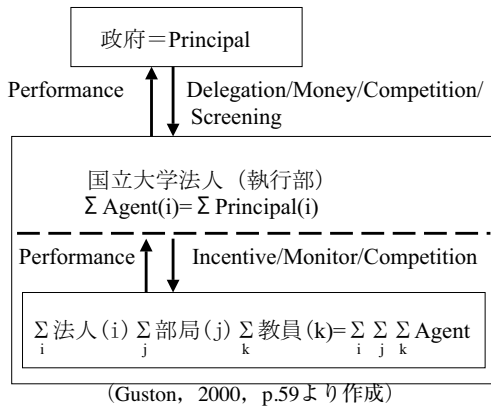 政府＝Principal
Performance
Delegation/Money/Competition/
Screening
国立大学法人（執行部）
Σ Agent(i)= Σ Principal(i)
Performance
Incentive/Monitor/Competition
Σ法人(i) Σ部局(j) Σ教員(k)= Σ Σ Σ Agent
i j k i j k
(Guston，2000，p.59より作成)